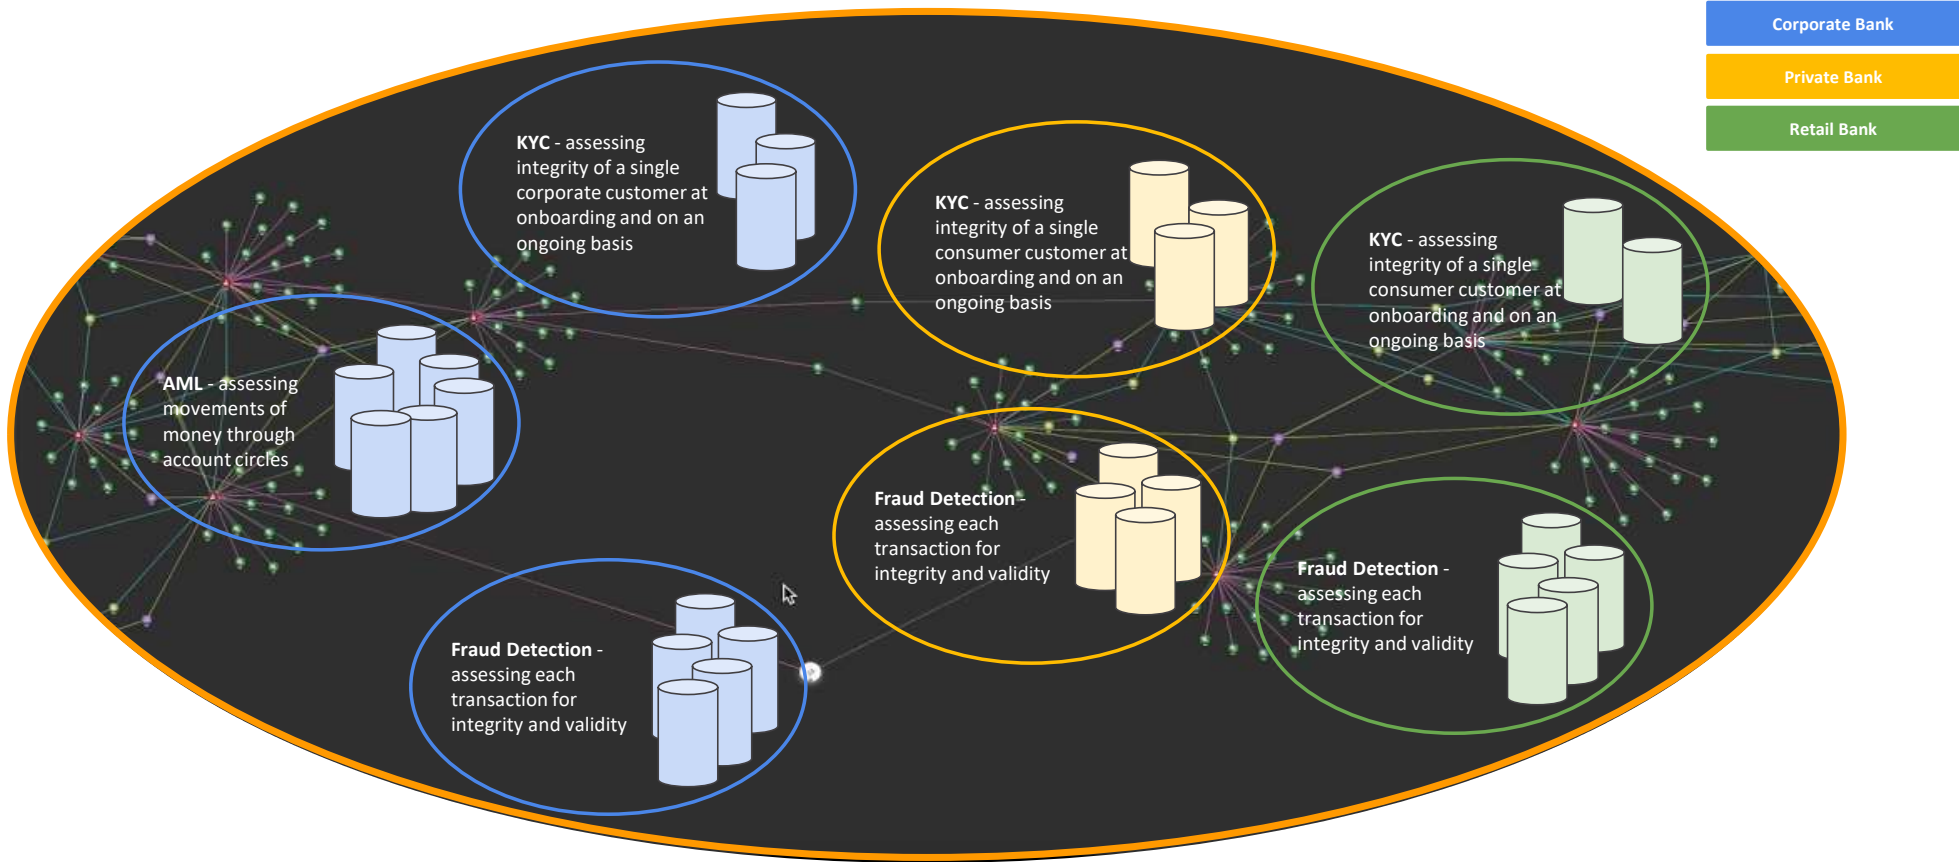 Corporate Bank
Private Bank
Retail Bank
KYC - assessing
integrity of a single
corporate customer at
onboarding and on an
ongoing basis
KYC - assessing
integrity of a single
consumer customer at
onboarding and on an
ongoing basis
KYC - assessing
integrity of a single
consumer customer at
onboarding and on an
ongoing basis
AML - assessing
movements of
money through
account circles
Fraud Detection -
assessing each
transaction for
integrity and validity
Fraud Detection -
assessing each
transaction for
integrity and validity
Fraud Detection -
assessing each
transaction for
integrity and validity